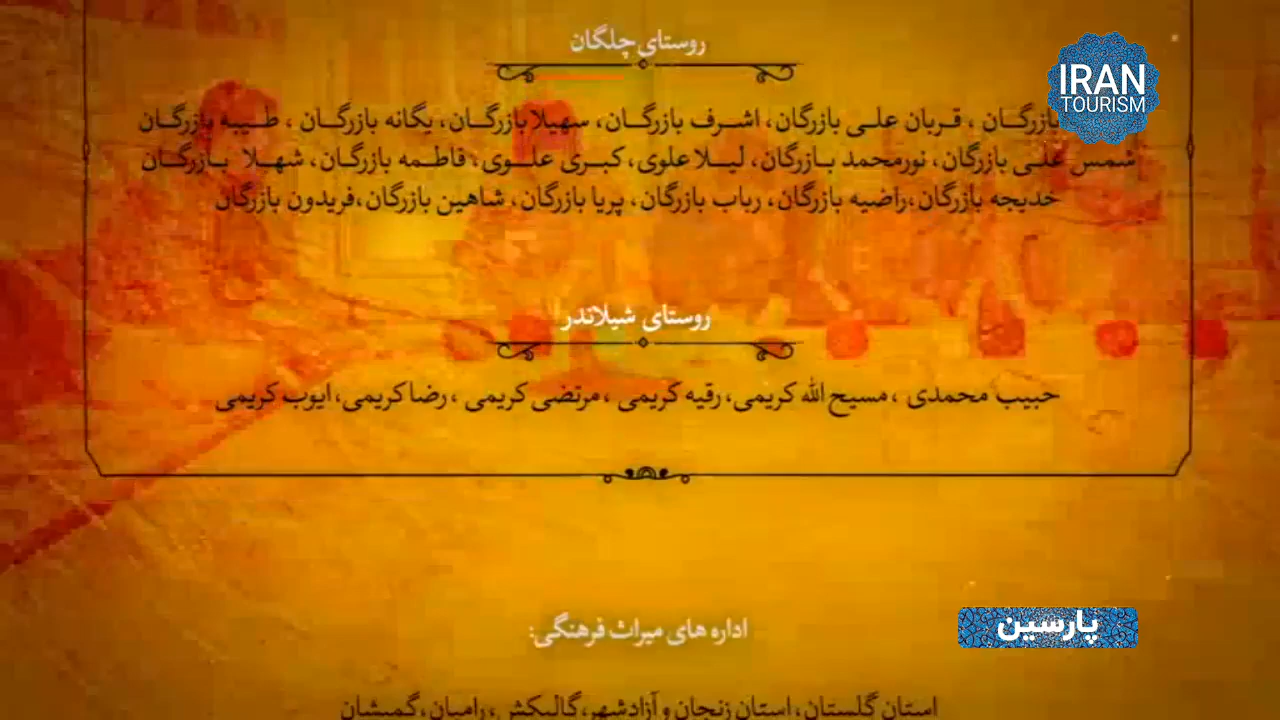 روستای چلگان
IRAN
TOURISM
بازرگان ، قربان علی بازرگان، اشرف بازرگان، سهیلا بازرگان، یگانه بازرگان ، طیبه بازرگان
شمس علی بازرگان، نورمحمد بازرگان، لیلا علوی، کبری علوی، فاطمه بازرگان، شهلا بازرگان
خدیجه بازرگان،راضیه بازرگان، رباب بازرگان، پریا بازرگان، شاهین بازرگان،فریدون بازرگان
روستای شیلاندر
حبیب محمدی ، مسیح الله کریمی، رقیه کریمی ، مرتضی کریمی ، رضا کریمی، ایوب کریمی
پارسین
اداره های میراث فرهنگی:
استان گلستان، استان زنجان و آزادشهر،گالیکش، رامیان، گمیشان